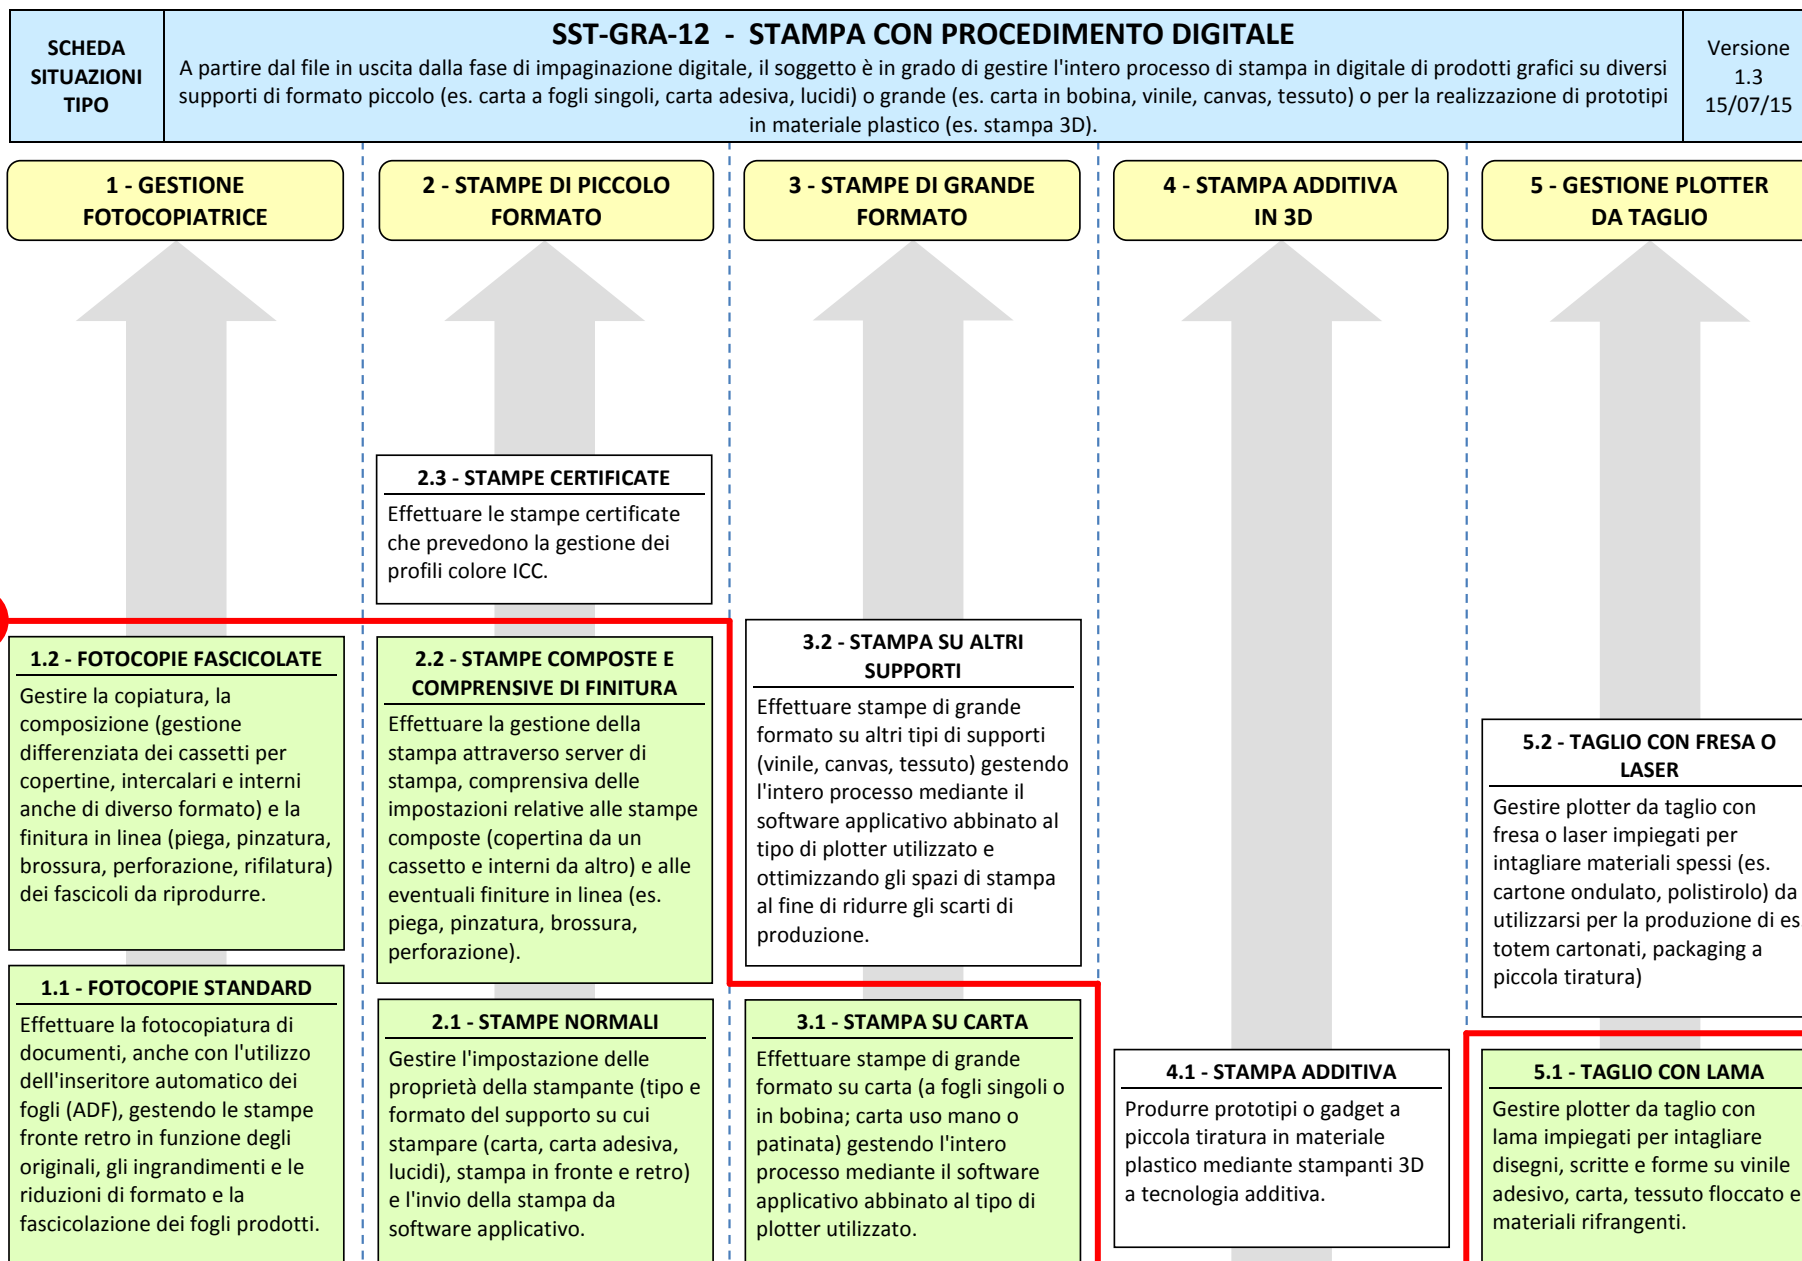 SCHEDA
SITUAZIONI
TIPO
SST-GRA-12 - STAMPA CON PROCEDIMENTO DIGITALE
A partire dal file in uscita dalla fase di impaginazione digitale, il soggetto è in grado di gestire l'intero processo di stampa in digitale di prodotti grafici su diversi
supporti di formato piccolo (es. carta a fogli singoli, carta adesiva, lucidi) o grande (es. carta in bobina, vinile, canvas, tessuto) o per la realizzazione di prototipi
in materiale plastico (es. stampa 3D).
Versione
1.3
15/07/15
1 - GESTIONE
FOTOCOPIATRICE
2 - STAMPE DI PICCOLO
FORMATO
3 - STAMPE DI GRANDE
FORMATO
4 - STAMPA ADDITIVA
IN 3D
5 - GESTIONE PLOTTER
DA TAGLIO
1.2 - FOTOCOPIE FASCICOLATE
Gestire la copiatura, la
composizione (gestione
differenziata dei cassetti per
copertine, intercalari e interni
anche di diverso formato) e la
finitura in linea (piega, pinzatura,
brossura, perforazione, rifilatura)
dei fascicoli da riprodurre.
1.1 - FOTOCOPIE STANDARD
Effettuare la fotocopiatura di
documenti, anche con l'utilizzo
dell'inseritore automatico dei
fogli (ADF), gestendo le stampe
fronte retro in funzione degli
originali, gli ingrandimenti e le
riduzioni di formato e la
fascicolazione dei fogli prodotti.
2.3 - STAMPE CERTIFICATE
Effettuare le stampe certificate
che prevedono la gestione dei
profili colore ICC.
2.2 - STAMPE COMPOSTE E
COMPRENSIVE DI FINITURA
Effettuare la gestione della
stampa attraverso server di
stampa, comprensiva delle
impostazioni relative alle stampe
composte (copertina da un
cassetto e interni da altro) e alle
eventuali finiture in linea (es.
piega, pinzatura, brossura,
perforazione).
2.1 - STAMPE NORMALI
Gestire l'impostazione delle
proprietà della stampante (tipo e
formato del supporto su cui
stampare (carta, carta adesiva,
lucidi), stampa in fronte e retro)
e l'invio della stampa da
software applicativo.
3.2 - STAMPA SU ALTRI
SUPPORTI
Effettuare stampe di grande
formato su altri tipi di supporti
(vinile, canvas, tessuto) gestendo
l'intero processo mediante il
software applicativo abbinato al
tipo di plotter utilizzato e
ottimizzando gli spazi di stampa
al fine di ridurre gli scarti di
produzione.
3.1 - STAMPA SU CARTA
Effettuare stampe di grande
formato su carta (a fogli singoli o
in bobina; carta uso mano o
patinata) gestendo l'intero
processo mediante il software
applicativo abbinato al tipo di
plotter utilizzato.
4.1 - STAMPA ADDITIVA
Produrre prototipi o gadget a
piccola tiratura in materiale
plastico mediante stampanti 3D
a tecnologia additiva.
5.2 - TAGLIO CON FRESA O
LASER
Gestire plotter da taglio con
fresa o laser impiegati per
intagliare materiali spessi (es.
cartone ondulato, polistirolo) da
utilizzarsi per la produzione di es
totem cartonati, packaging a
piccola tiratura)
5.1 - TAGLIO CON LAMA
Gestire plotter da taglio con
lama impiegati per intagliare
disegni, scritte e forme su vinile
adesivo, carta, tessuto floccato e
materiali rifrangenti.